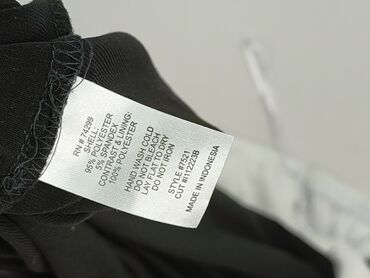 RN # 74299
SHELL:
95% POLYESTER
5% SPANDEX
CONTRAST & LINING:
100% POLYESTER
HAND WASH COLD
DO NOT BLEACH
LAY FLAT TO DRY
DO NOT IRON
STYLE #7521
CUT #I12223B
MADE IN INDONESIA